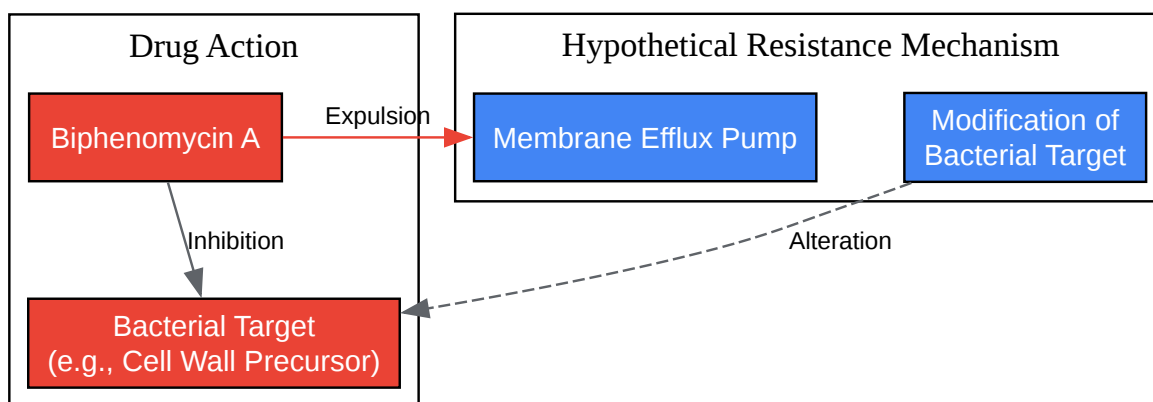 Drug Action
Hypothetical Resistance Mechanism
Biphenomycin A
Expulsion
Membrane Efflux Pump
Modification of
Bacterial Target
Inhibition
Alteration
Bacterial Target
(e.g., Cell Wall Precursor)